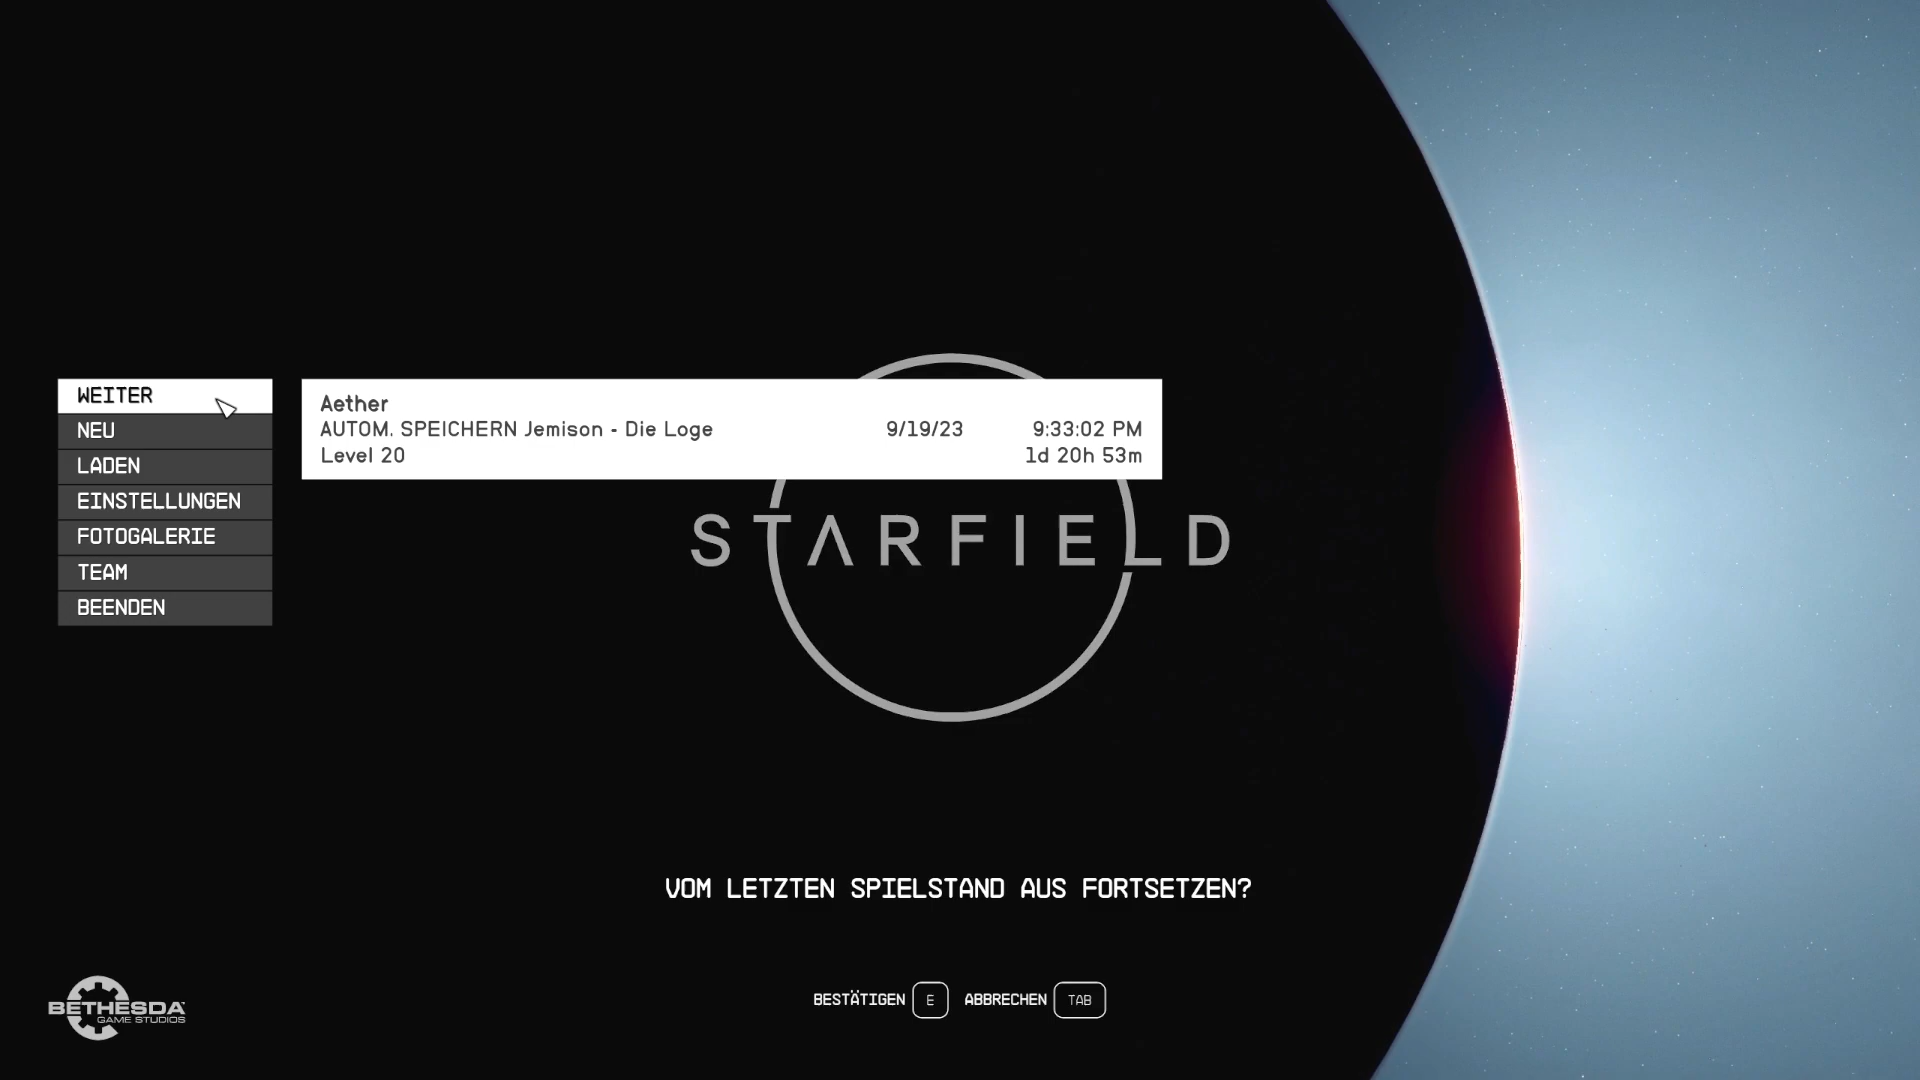 WEITER
NEU
LADEN
EINSTELLUNGEN
FOTOGALERIE
TEAM
BEENDEN
Aether
AUTOM. SPEICHERN Jemison - Die Loge 9/19/23 9:33:02 PM
Level 20 1d 20h 53m
STARFIELD
VOM LETZTEN SPIELSTAND AUS FORTSETZEN?
BESTÄTIGEN E ABBRECHEN TAB
BETHESDA
GAME STUDIOS